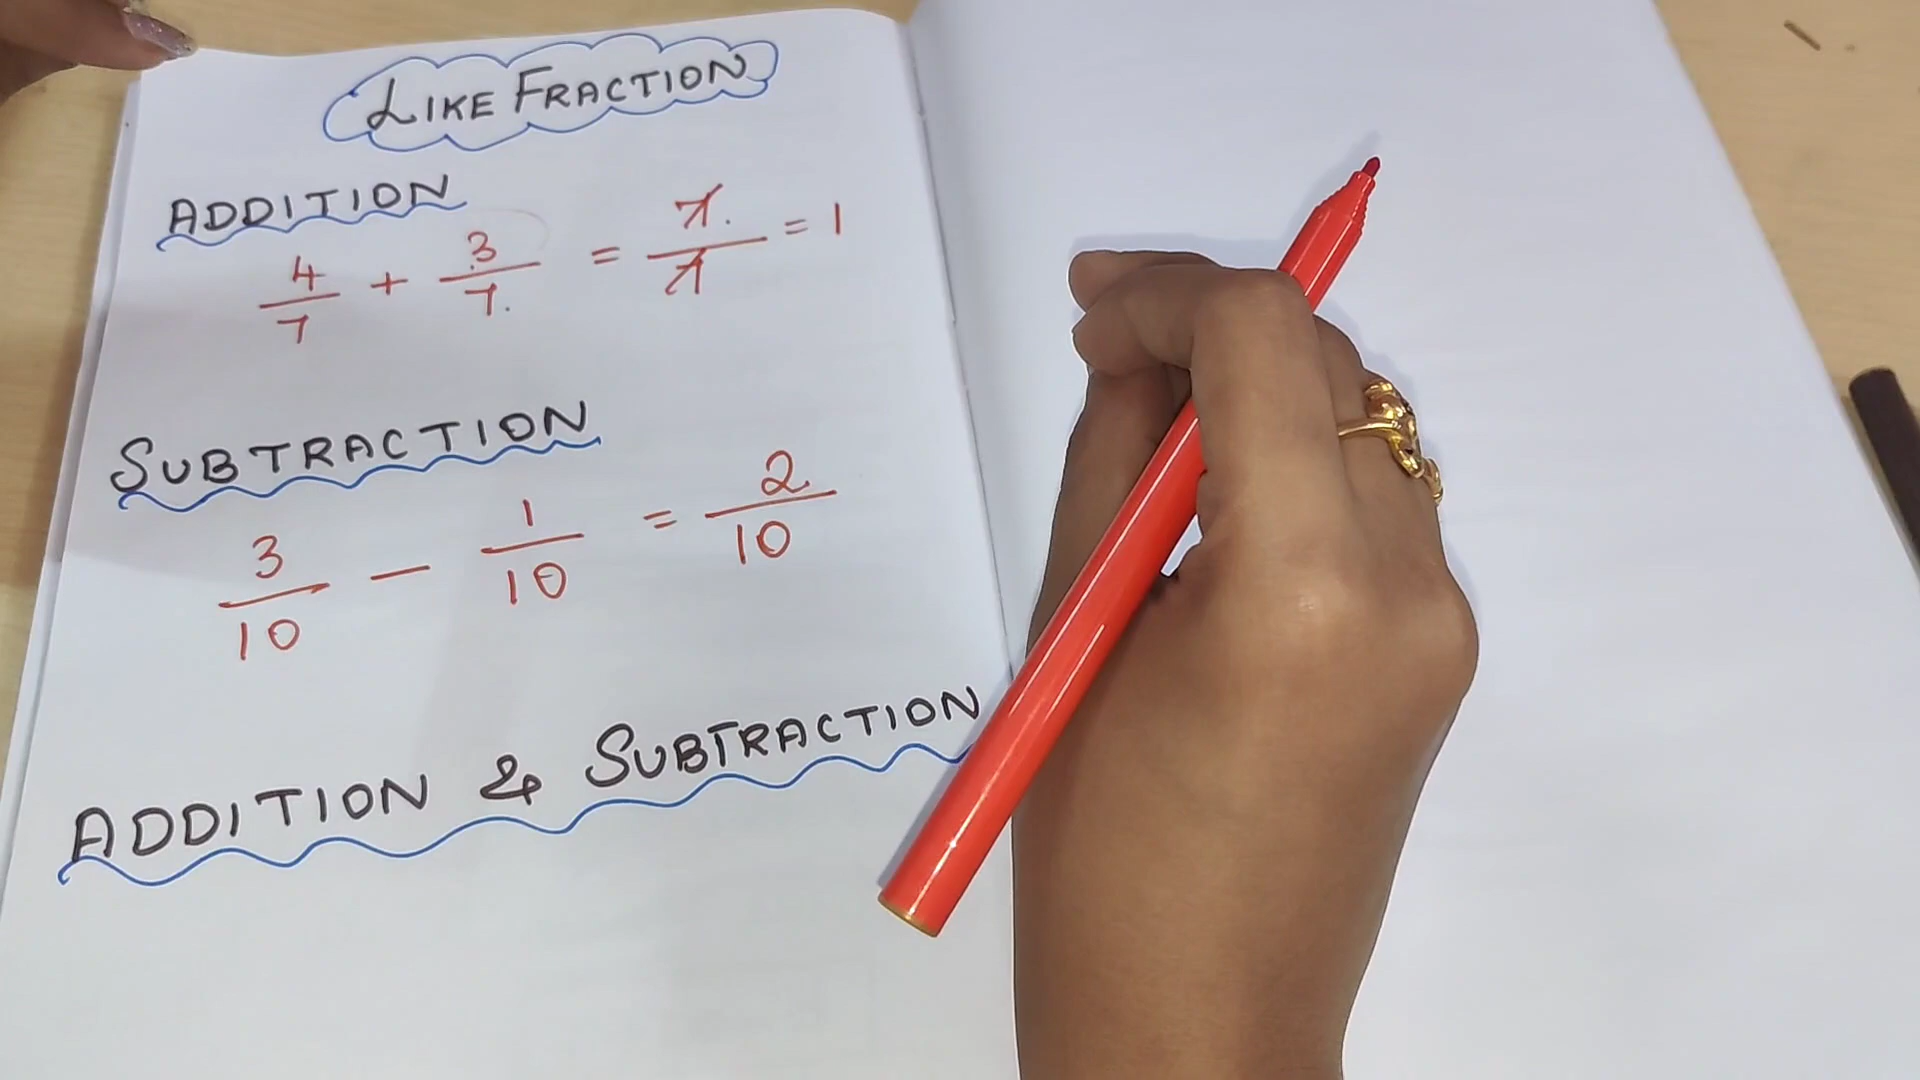 LIKE FRACTION
ADDITION
4/7 + 3/7 = 7/7 = 1
SUBTRACTION
3/10 - 1/10 = 2/10
ADDITION & SUBTRACTION